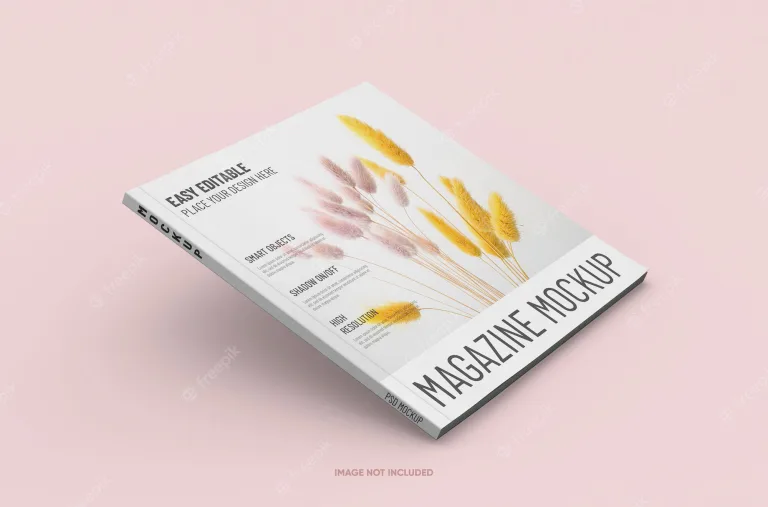 EASY EDITABLE
PLACE YOUR DESIGN HERE
SMART OBJECTS
SHADOW ON/OFF
HIGH
RESOLUTION
MAGAZINE MOCKUP
MOCKUP
PSD MOCKUP
IMAGE NOT INCLUDED
freepik